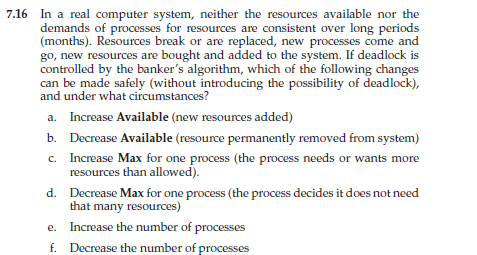 7.16 In a real computer system, neither the resources available nor the
demands of processes for resources are consistent over long periods
(months). Resources break or are replaced, new processes come and
go, new resources are bought and added to the system. If deadlock is
controlled by the banker's algorithm, which of the following changes
can be made safely (without introducing the possibility of deadlock),
and under what circumstances?
a. Increase Available (new resources added)
b. Decrease Available (resource permanently removed from system)
c. Increase Max for one process (the process needs or wants more
resources than allowed).
d. Decrease Max for one process (the process decides it does not need
that many resources)
e. Increase the number of processes
f. Decrease the number of processes